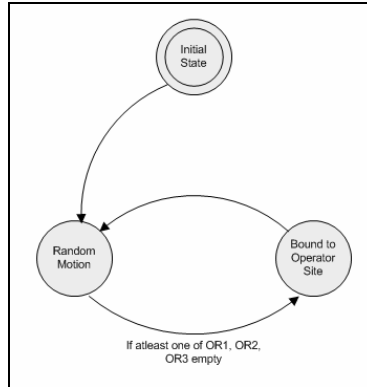 Initial
State
Random
Motion
Bound to
Operator
Site
If atleast one of OR1, OR2,
OR3 empty